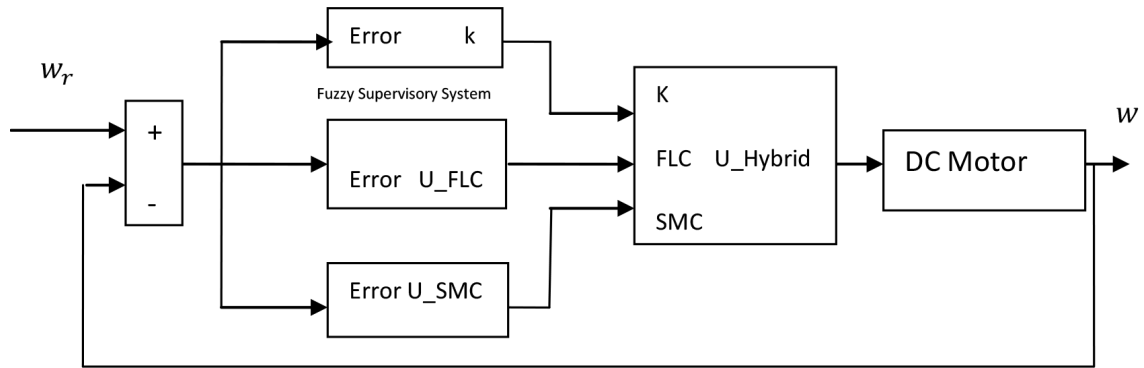 Error k
w_r
Fuzzy Supervisory System
K
w
+
FLC U_Hybrid
DC Motor
Error U_FLC
-
SMC
Error U_SMC